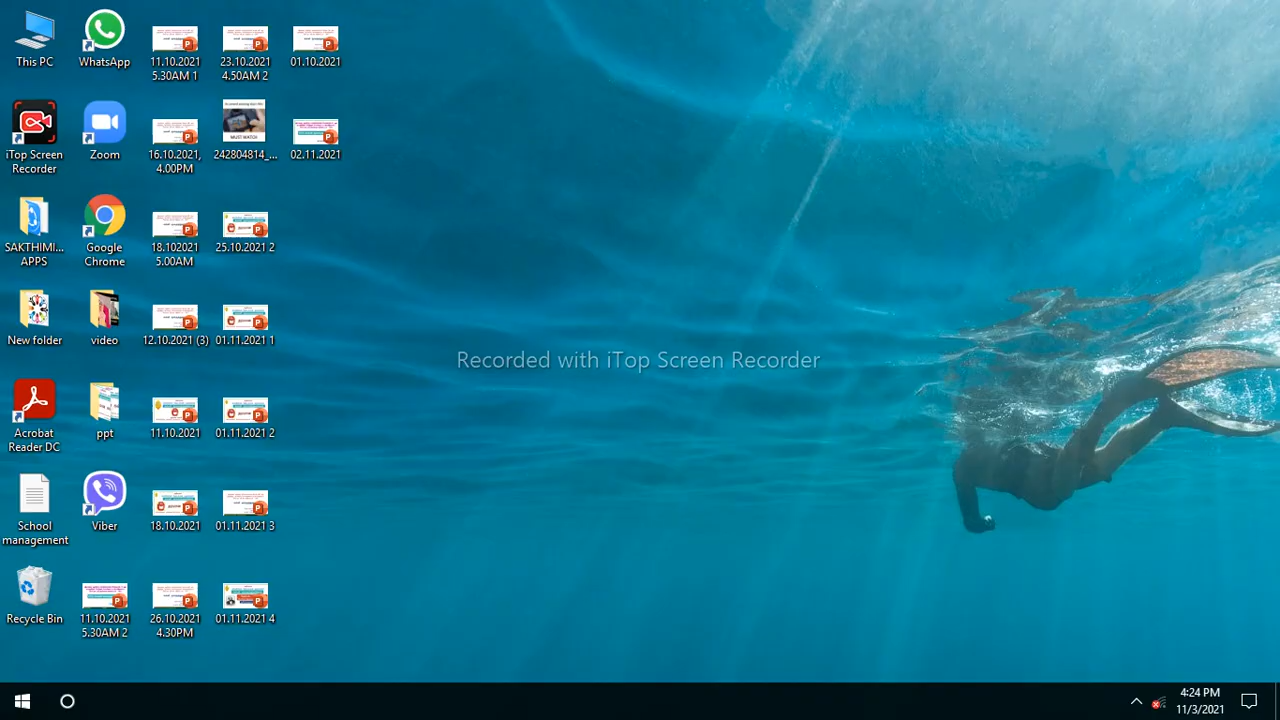 This PC
WhatsApp
11.10.2021
5.30AM 1
23.10.2021
4.50AM 2
01.10.2021
iTop Screen
Recorder
Zoom
16.10.2021,
4.00PM
MUST WATCH
242804814_...
02.11.2021
SAKTHIMI...
APPS
Google
Chrome
18.102021
5.00AM
25.10.2021 2
New folder
video
12.10.2021 (3)
01.11.2021 1
Recorded with iTop Screen Recorder
Acrobat
Reader DC
ppt
11.10.2021
01.11.2021 2
School
management
Viber
18.10.2021
01.11.2021 3
Recycle Bin
11.10.2021
5.30AM 2
26.10.2021
4.30PM
01.11.2021 4
4:24 PM
11/3/2021